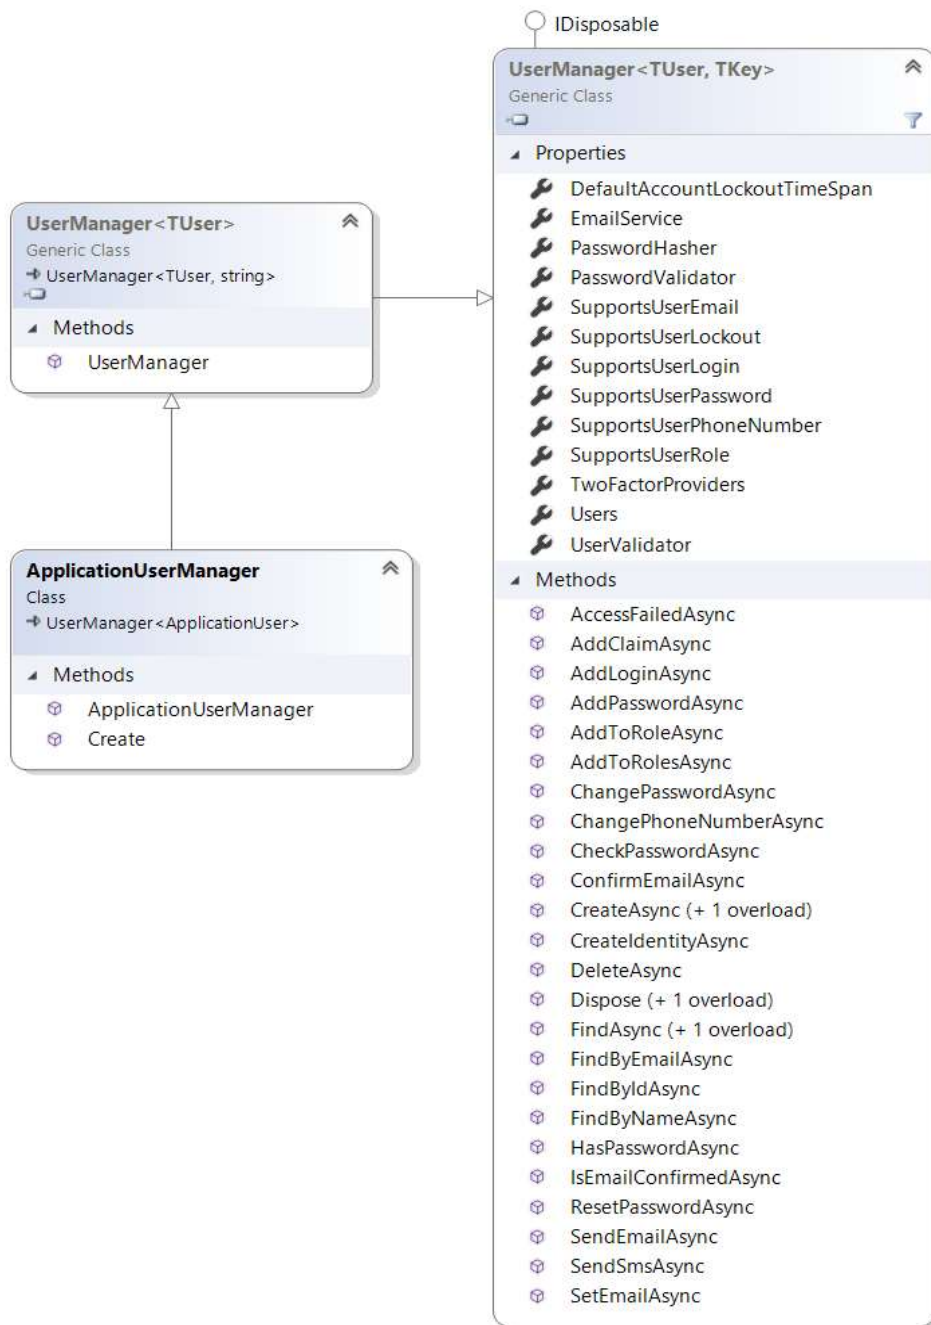 IDisposable
UserManager<TUser, TKey>
Generic Class
Properties
DefaultAccountLockoutTimeSpan
EmailService
PasswordHasher
PasswordValidator
SupportsUserEmail
SupportsUserLockout
SupportsUserLogin
SupportsUserPassword
SupportsUserPhoneNumber
SupportsUserRole
TwoFactorProviders
Users
UserValidator
Methods
AccessFailedAsync
AddClaimAsync
AddLoginAsync
AddPasswordAsync
AddToRoleAsync
AddToRolesAsync
ChangePasswordAsync
ChangePhoneNumberAsync
CheckPasswordAsync
ConfirmEmailAsync
CreateAsync (+ 1 overload)
CreateIdentityAsync
DeleteAsync
Dispose (+ 1 overload)
FindAsync (+ 1 overload)
FindByEmailAsync
FindByIdAsync
FindByNameAsync
HasPasswordAsync
IsEmailConfirmedAsync
ResetPasswordAsync
SendEmailAsync
SendSmsAsync
SetEmailAsync
UserManager<TUser>
Generic Class
UserManager<TUser, string>
Methods
UserManager
ApplicationUserManager
Class
UserManager<ApplicationUser>
Methods
ApplicationUserManager
Create